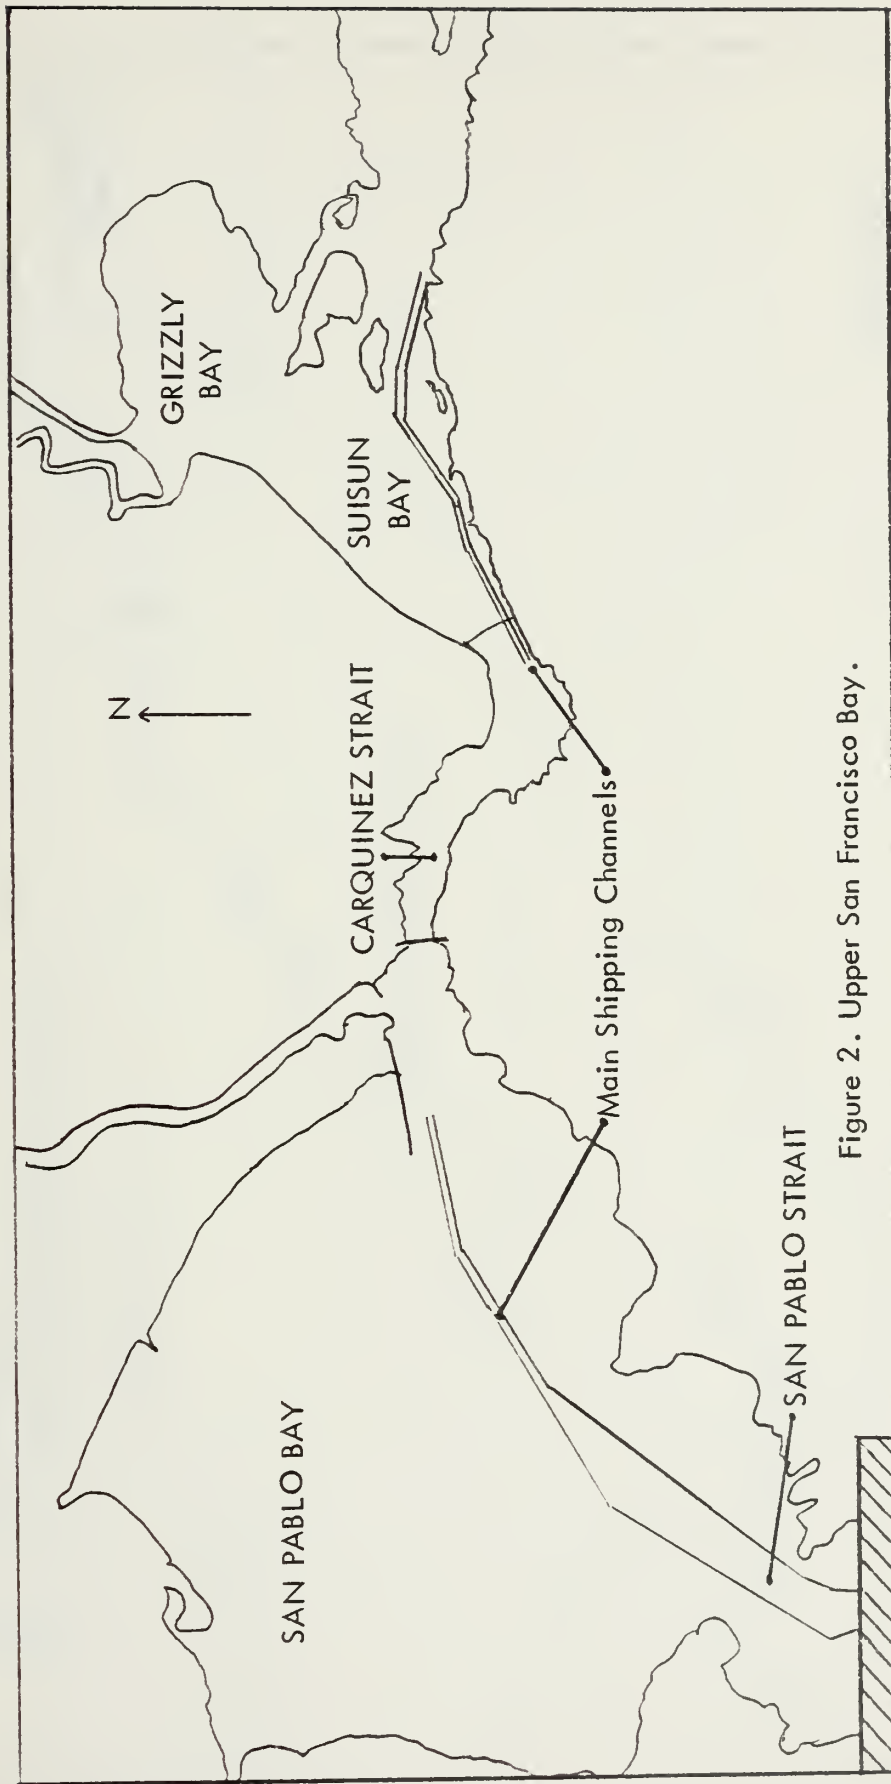 GRIZZLY
BAY
SUISUN
BAY
N
CARQUINEZ STRAIT
Main Shipping Channels
SAN PABLO BAY
SAN PABLO STRAIT
Figure 2. Upper San Francisco Bay.